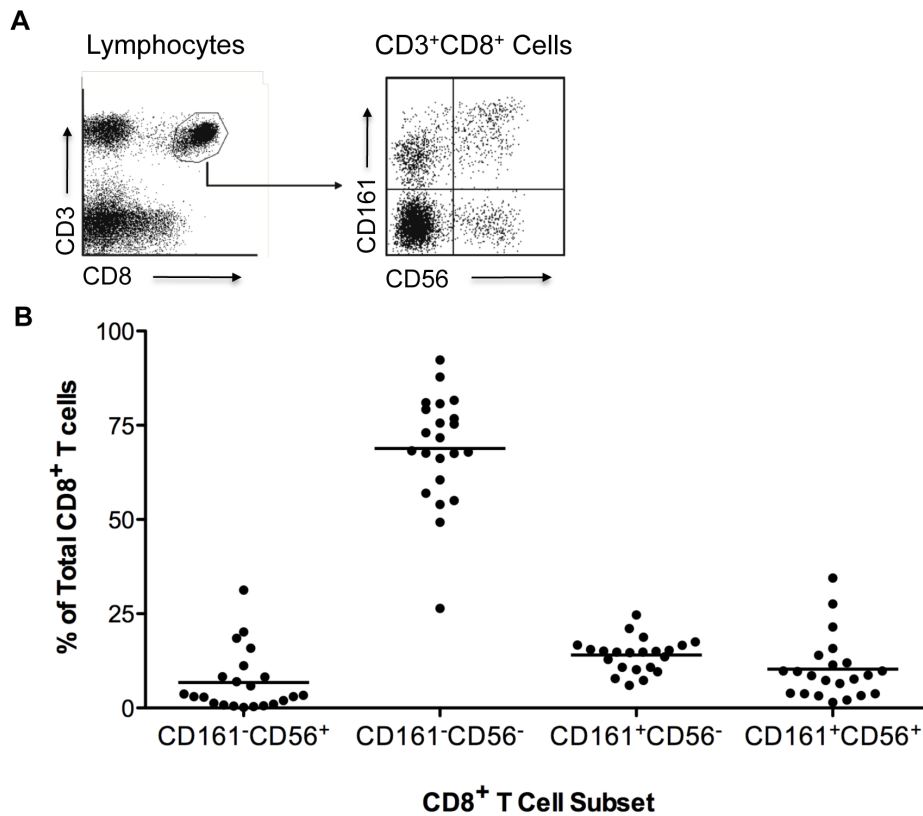 A
Lymphocytes
CD3⁺CD8⁺ Cells
CD3
CD8
CD161
CD56
B
% of Total CD8⁺ T cells
100
75
50
25
0
CD161⁻CD56⁺
CD161⁻CD56⁻
CD161⁺CD56⁻
CD161⁺CD56⁺
CD8⁺ T Cell Subset